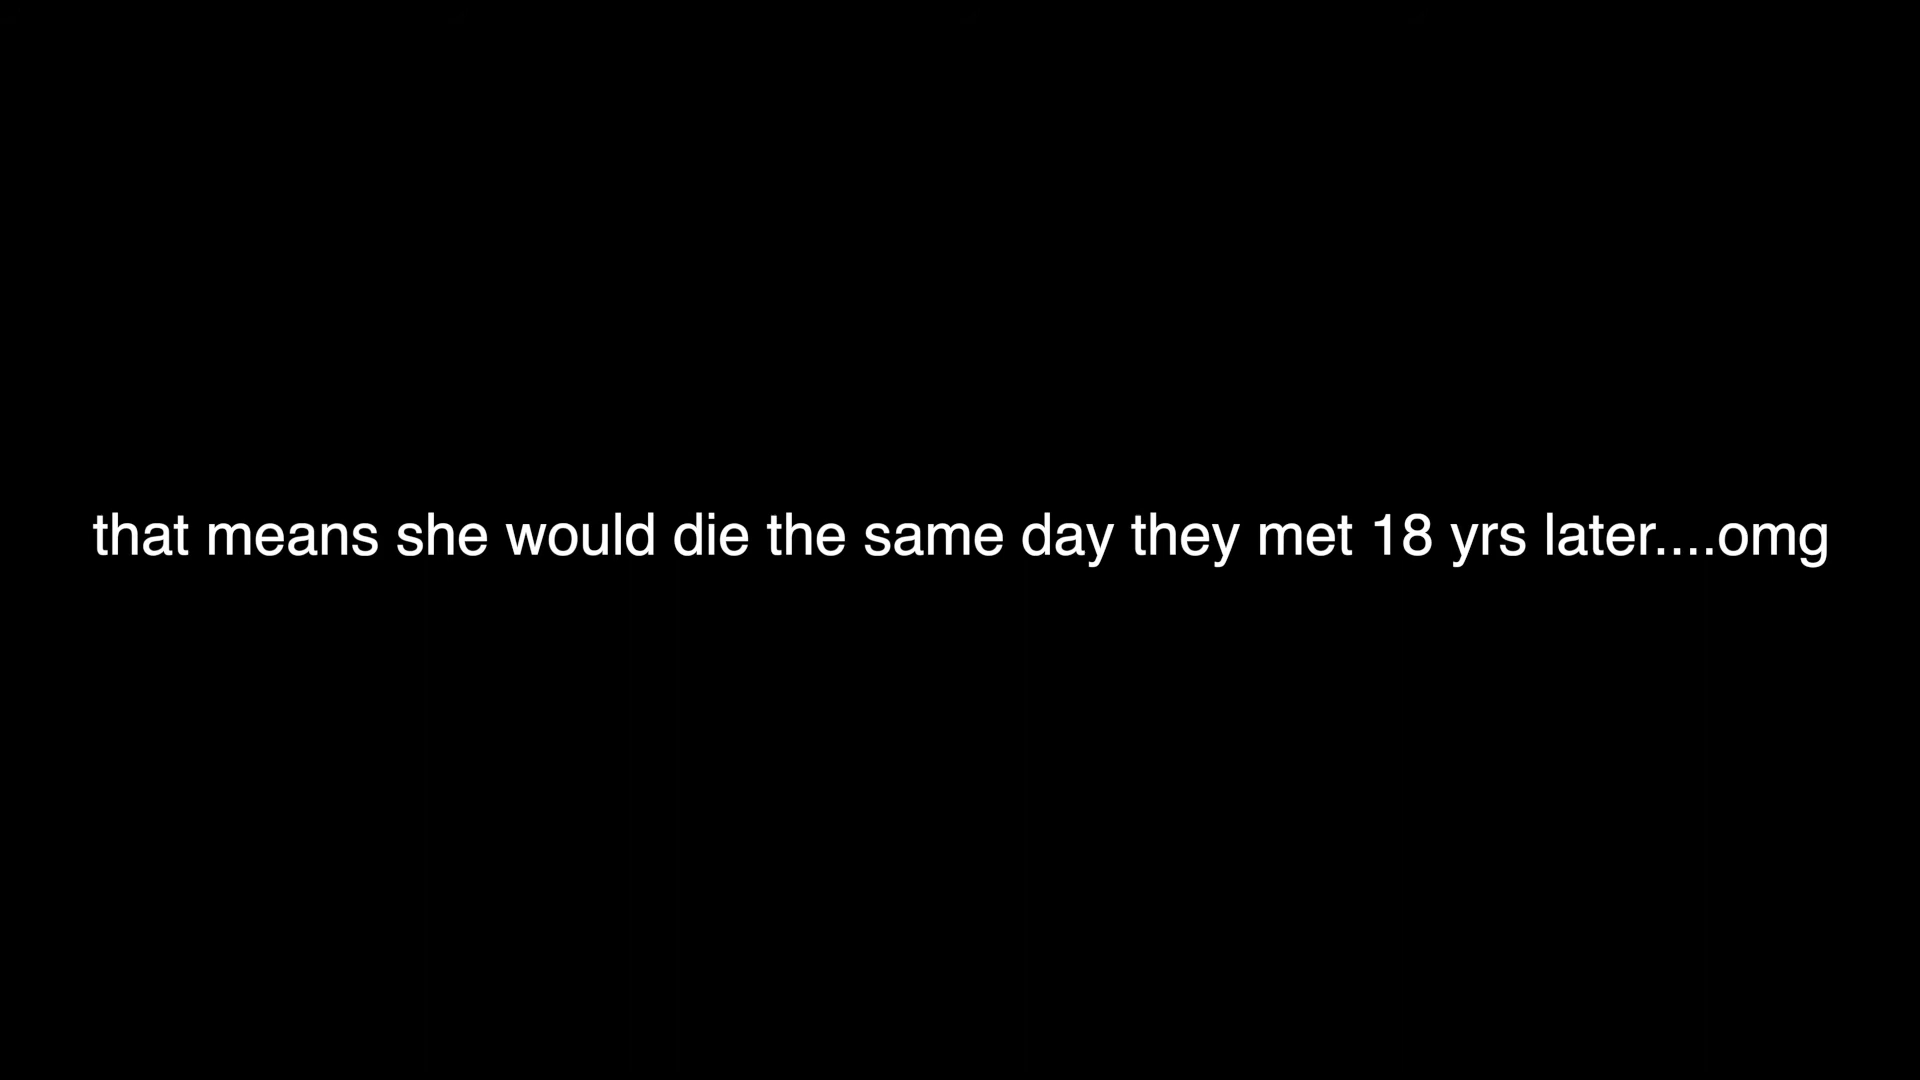 that means she would die the same day they met 18 yrs later....omg